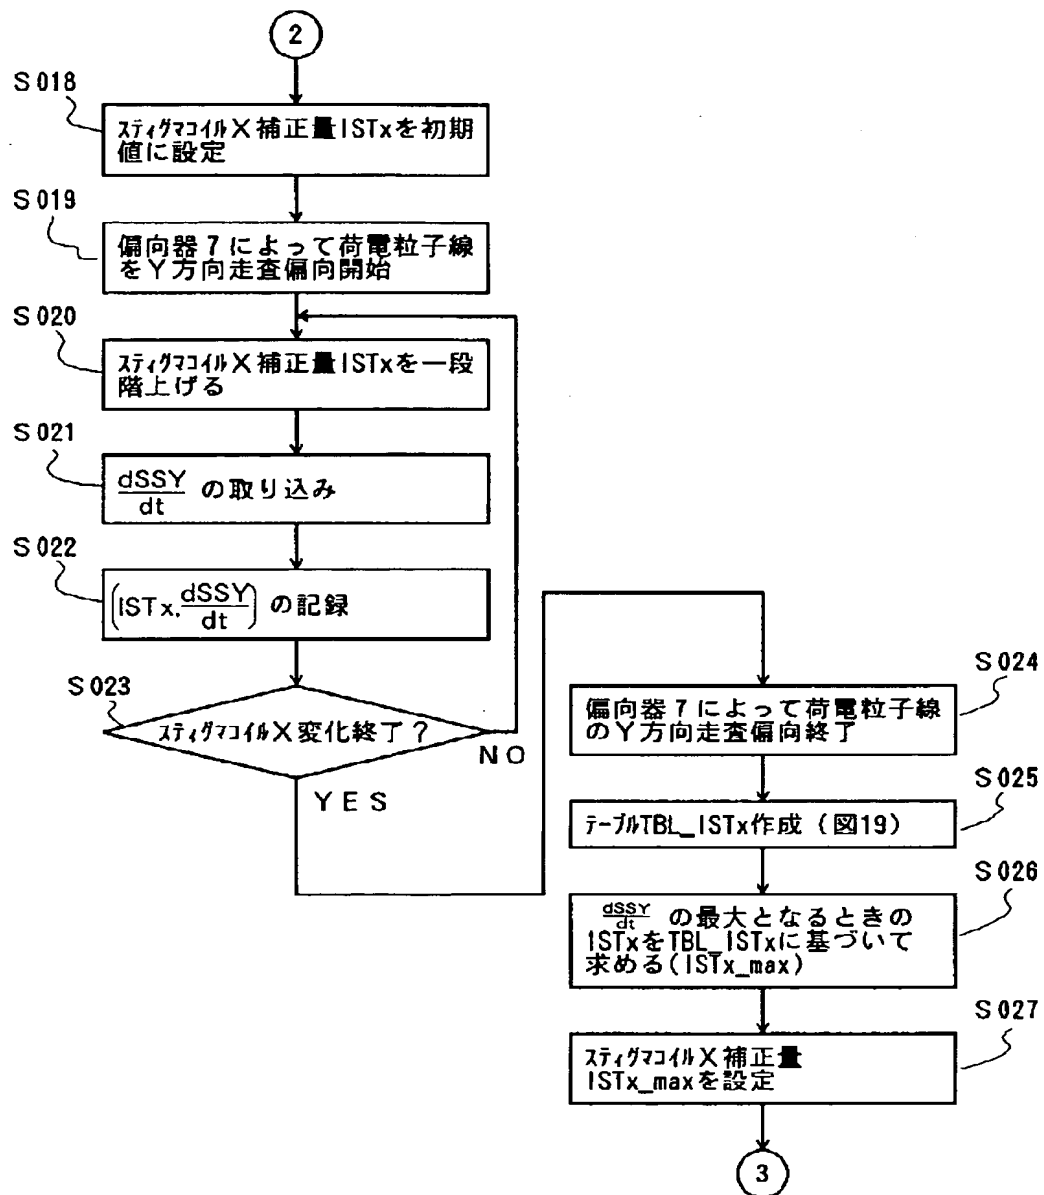 2
S018
スティグマコイルX補正量ISTxを初期
値に設定
S019
偏向器7によって荷電粒子線
をY方向走査偏向開始
S020
スティグマコイルX補正量ISTxを一段
階上げる
S021
dSSY/dt の取り込み
S022
(ISTx, dSSY/dt) の記録
S023
スティグマコイルX変化終了?
NO
YES
S024
偏向器7によって荷電粒子線
のY方向走査偏向終了
S025
テーブルTBL_ISTx作成(図19)
S026
dSSY/dt の最大となるときの
ISTxをTBL_ISTxに基づいて
求める(ISTx_max)
S027
スティグマコイルX補正量
ISTx_maxを設定
3